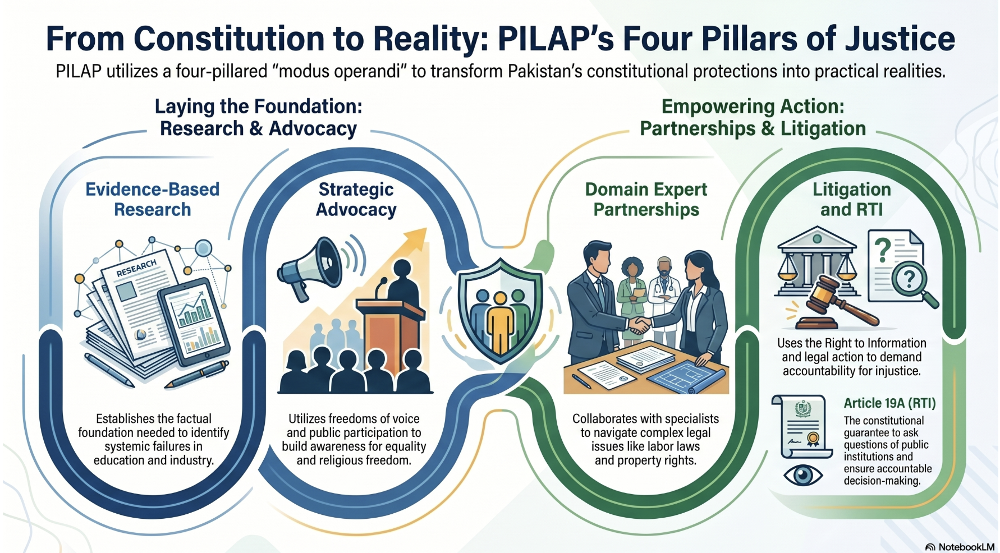 From Constitution to Reality: PILAP's Four Pillars of Justice
PILAP utilizes a four-pillared "modus operandi" to transform Pakistan's constitutional protections into practical realities.
Laying the Foundation:
Research & Advocacy
Empowering Action:
Partnerships & Litigation
Evidence-Based
Research
RESEARCH
Establishes the factual
foundation needed to identify
systemic failures in
education and industry.
Strategic
Advocacy
Utilizes freedoms of voice
and public participation to
build awareness for equality
and religious freedom.
Domain Expert
Partnerships
Collaborates with specialists
to navigate complex legal
issues like labor laws
and property rights.
Litigation
and RTI
?
?
Uses the Right to Information
and legal action to demand
accountability for injustice.
Article 19A (RTI)
The constitutional
guarantee to ask
questions of public
institutions and
ensure accountable
decision-making.
NotebookLM